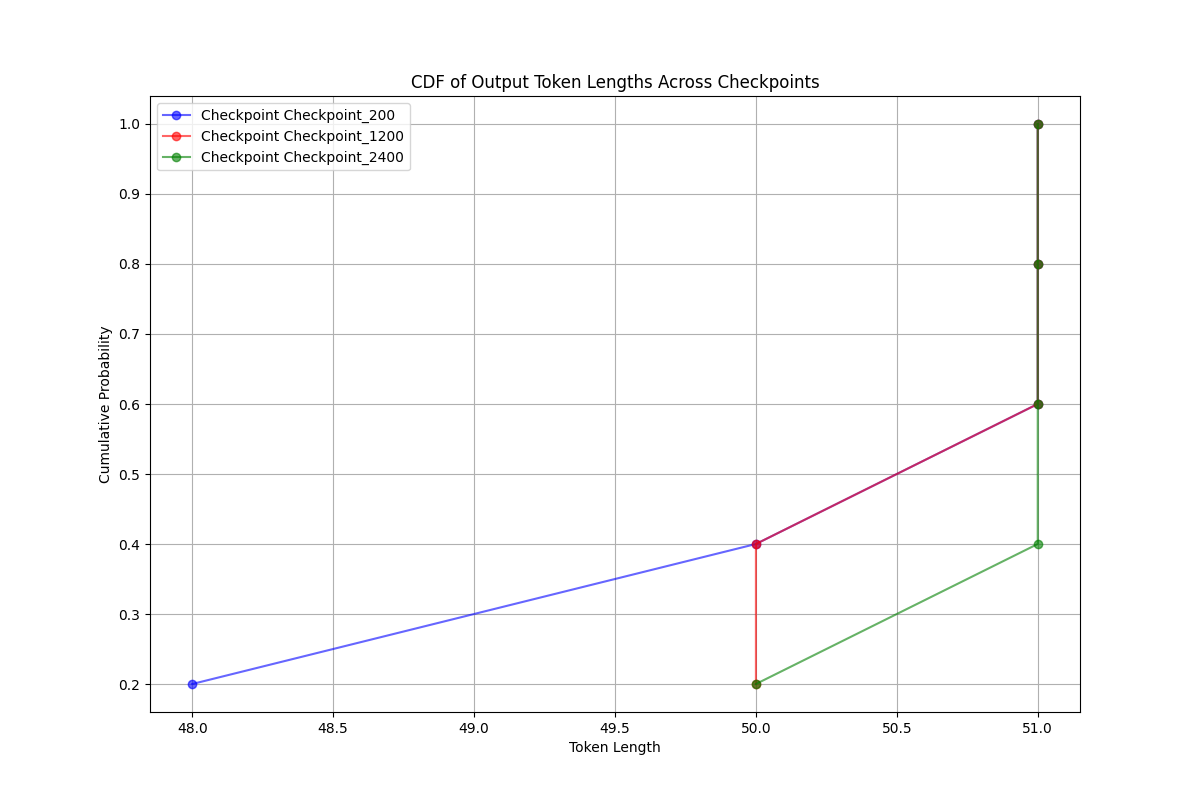 CDF of Output Token Lengths Across Checkpoints
Checkpoint Checkpoint_200
Checkpoint Checkpoint_1200
Checkpoint Checkpoint_2400
Cumulative Probability
1.0
0.9
0.8
0.7
0.6
0.5
0.4
0.3
0.2
48.0 48.5 49.0 49.5 50.0 50.5 51.0
Token Length